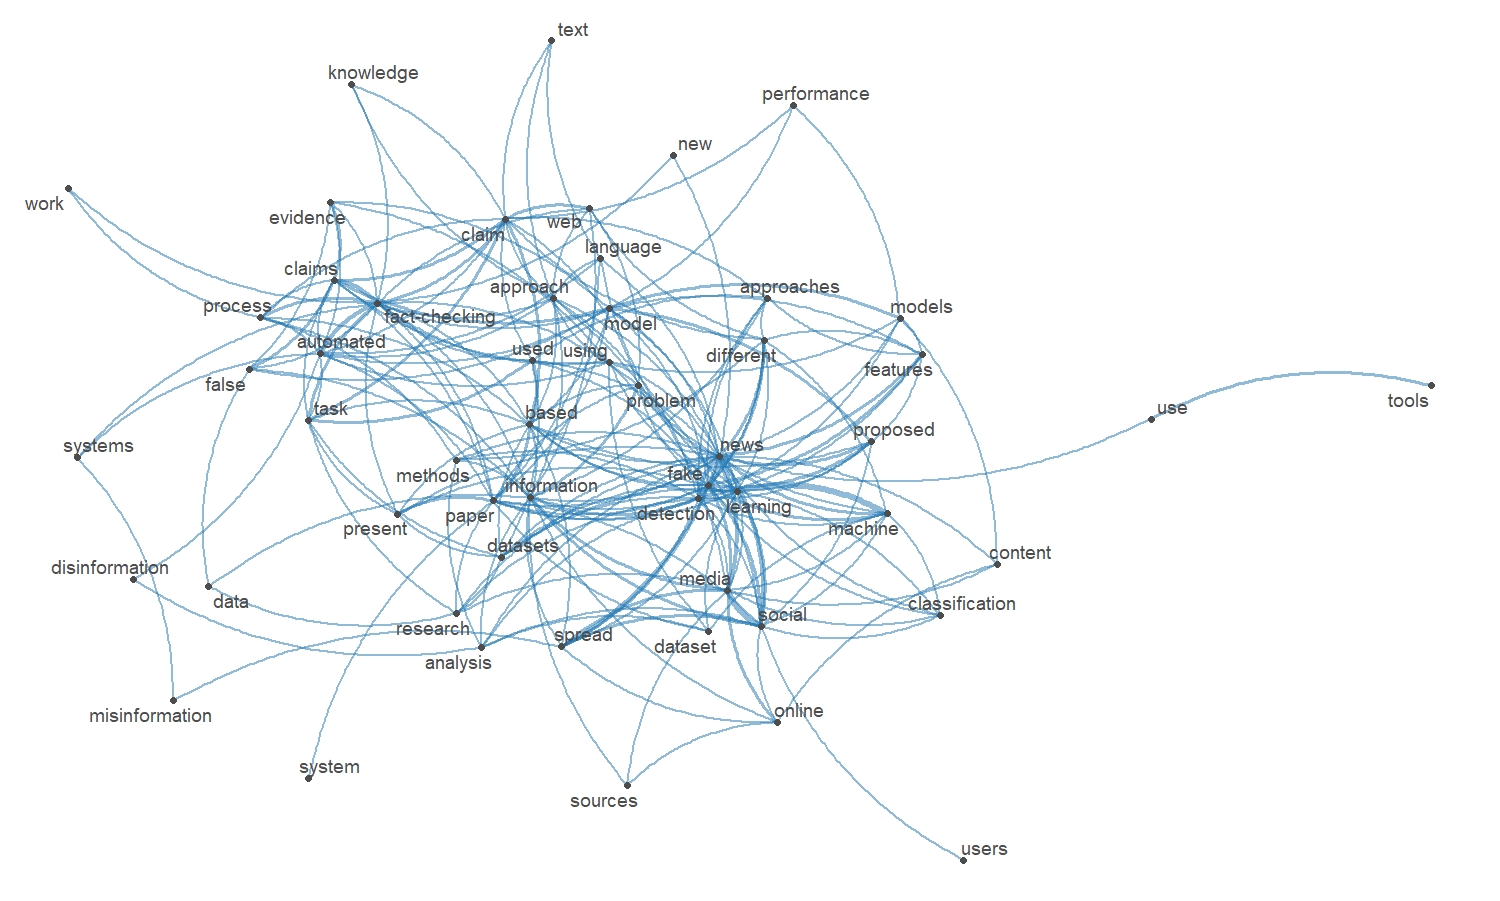 text
knowledge
performance
new
work
evidence
claim
web
language
claims
approach
approaches
process
fact-checking
model
models
automated
used
using
different
features
false
task
based
problem
tools
use
systems
methods
news
proposed
fake
information
learning
detection
paper
present
machine
datasets
content
disinformation
media
data
classification
research
spread
social
dataset
analysis
misinformation
online
system
sources
users